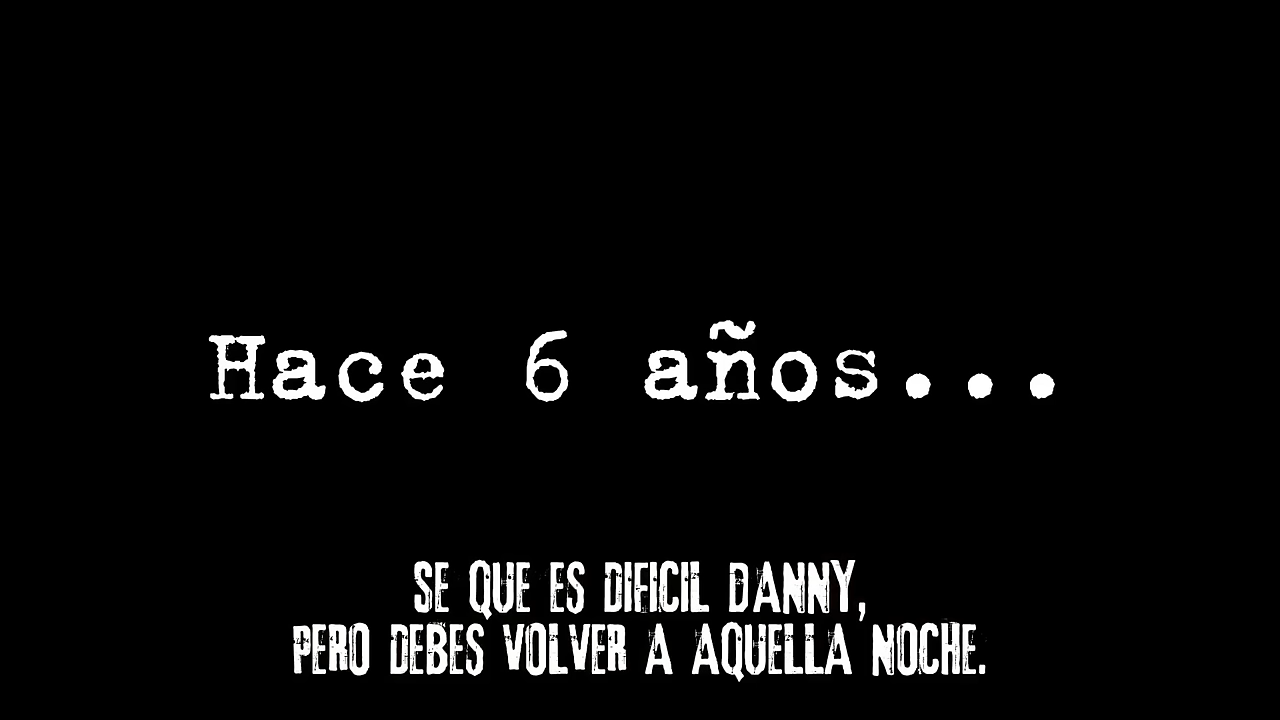 Hace 6 años...
SE QUE ES DIFICIL DANNY,
PERO DEBES VOLVER A AQUELLA NOCHE.